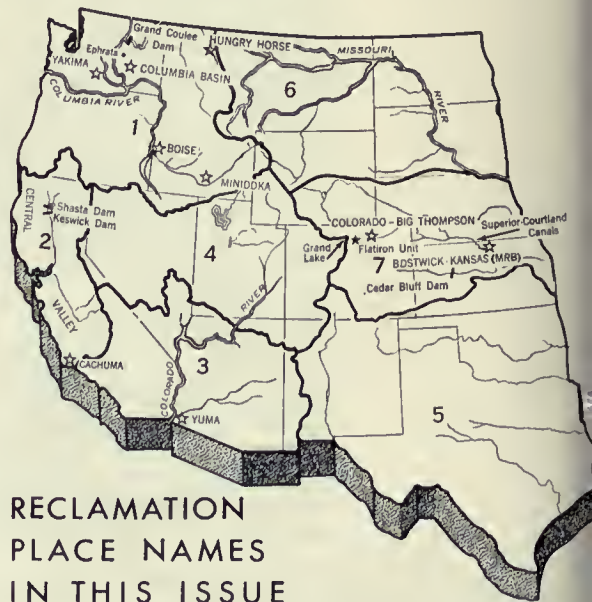 Grand Coulee
Dam
HUNGRY HORSE
MISSOURI
Ephrata
YAKIMA
COLUMBIA BASIN
COLUMBIA RIVER
6
RIVER
1
BOISE
MINIDOKA
CENTRAL
Shasta Dam
Keswick Dam
2
4
COLORADO - BIG THOMPSON
Superior-Courtland
Canals
Grand
Lake
Flatiron Unit
7
BOSTWICK-KANSAS (MRB)
Cedar Bluff Dam
VALLEY
RIVER
3
COLORADO
CACHUMA
YUMA
5
RECLAMATION
PLACE NAMES
IN THIS ISSUE